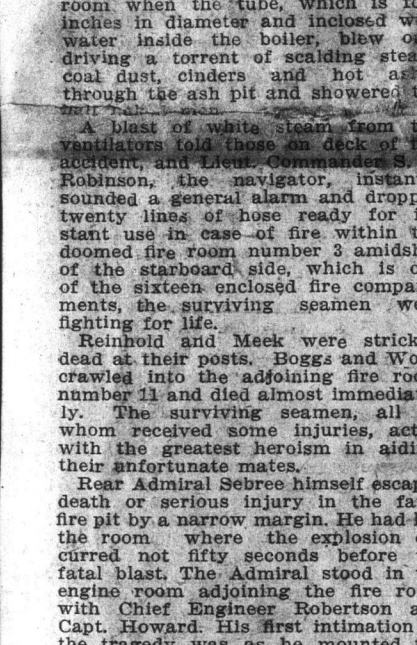 room when the tube, which is
inches in diameter and inclosed
water inside the boiler, blew
driving a torrent of scalding stea
coal dust, cinders and hot as
through the ash pit and showered t
A blast of white steam from t
ventilators told those on deck of t
accident, and Lieut. Commander S.
Robinson, the navigator, instan
sounded a general alarm and dropp
twenty lines of hose ready for
stant use in case of fire within t
doomed fire room number 3 amidsh
of the starboard side, which is o
of the sixteen enclosed fire compa
ments, the surviving seamen we
fighting for life.
Reinhold and Meek were strick
dead at their posts. Boggs and Wo
crawled into the adjoining fire roo
number 11 and died almost immedia
ly. The surviving seamen, all
whom received some injuries, act
with the greatest heroism in aidi
their unfortunate mates.
Rear Admiral Sebree himself escap
death or serious injury in the fa
fire pit by a narrow margin. He had
the room where the explosion
curred not fifty seconds before
fatal blast. The Admiral stood in
engine room adjoining the fire ro
with Chief Engineer Robertson a
Capt. Howard. His first intimation
the tragedy was as he mounted